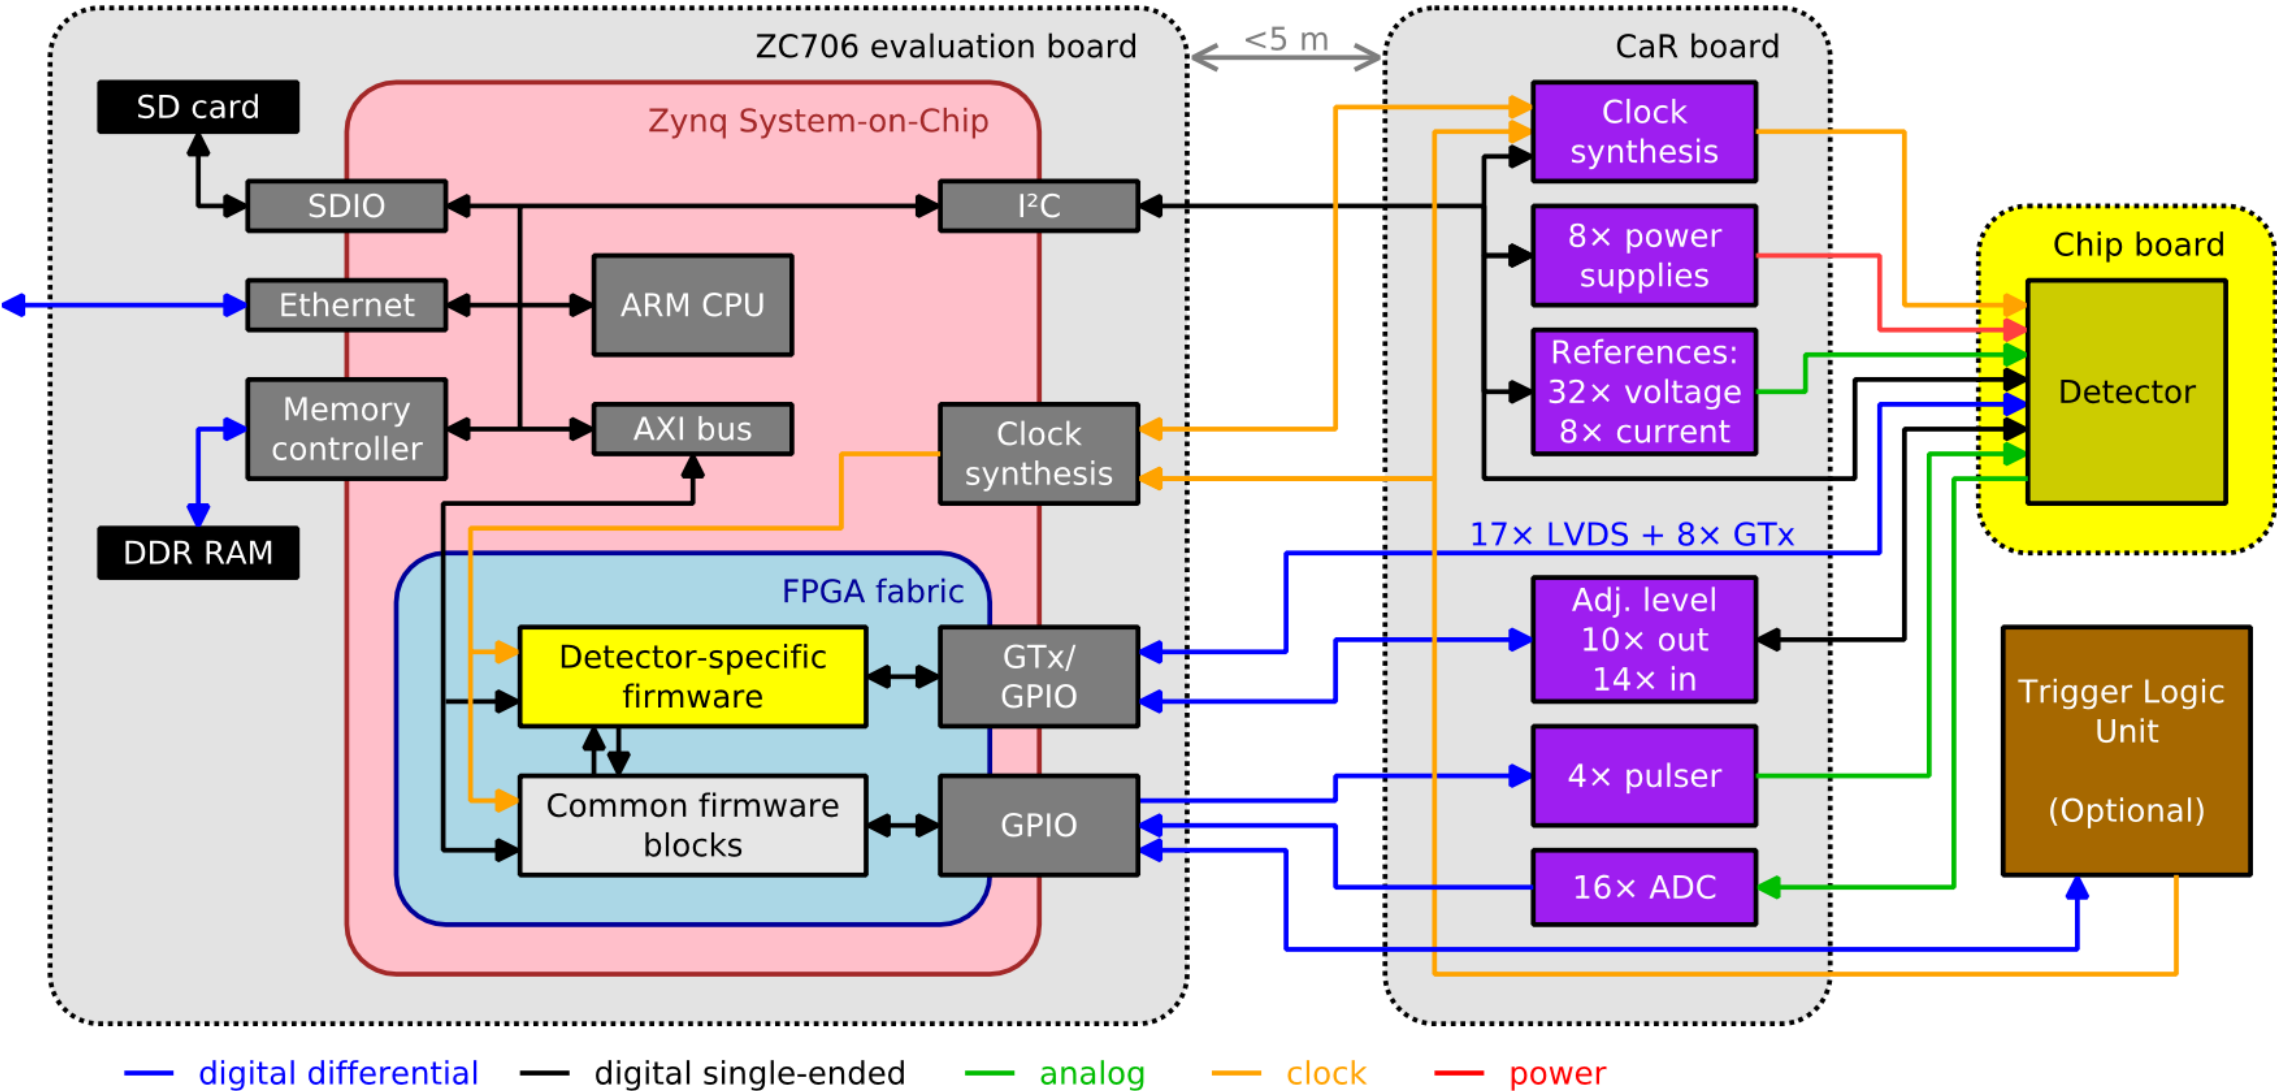 ZC706 evaluation board
<5 m
CaR board
SD card
Zynq System-on-Chip
Clock
synthesis
SDIO
I²C
8× power
supplies
Chip board
Ethernet
ARM CPU
References:
32× voltage
8× current
Detector
Memory
controller
AXI bus
Clock
synthesis
17× LVDS + 8× GTx
DDR RAM
FPGA fabric
Adj. level
10× out
14× in
Detector-specific
firmware
GTx/
GPIO
Trigger Logic
Unit
(Optional)
4× pulser
Common firmware
blocks
GPIO
16× ADC
digital differential
digital single-ended
analog
clock
power